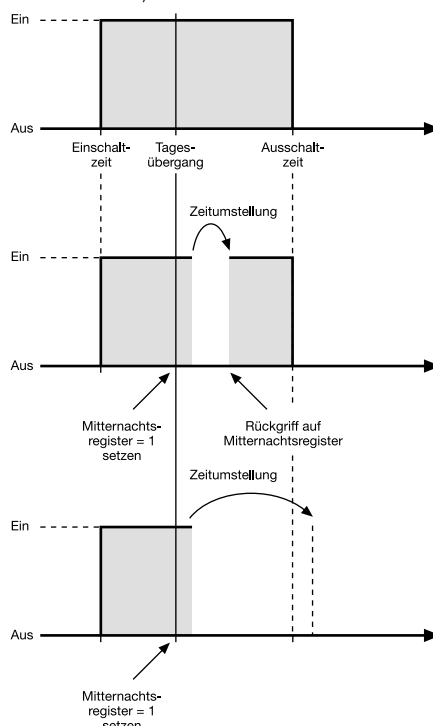 Ein
Aus
Einschalt-
zeit
Tages-
übergang
Ausschalt-
zeit
Zeitumstellung
Ein
Aus
Mitternachts-
register = 1
setzen
Rückgriff auf
Mitternachtsregister
Zeitumstellung
Ein
Aus
Mitternachts-
register = 1
setzen